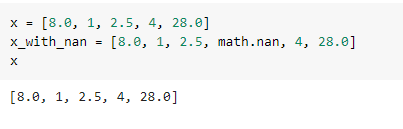 x = [8.0, 1, 2.5, 4, 28.0]
x_with_nan = [8.0, 1, 2.5, math.nan, 4, 28.0]
x
[8.0, 1, 2.5, 4, 28.0]